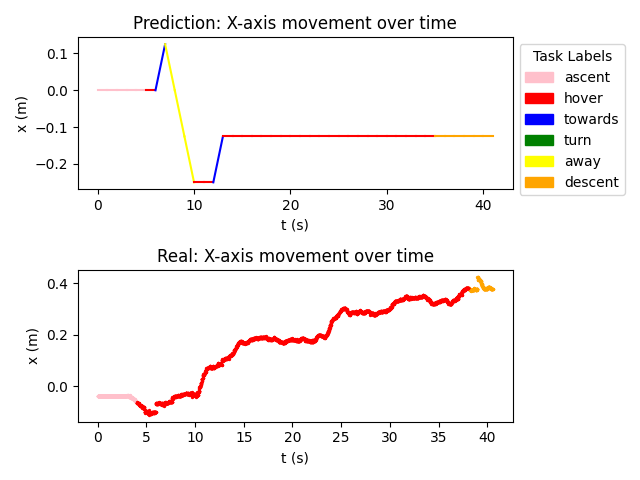 Prediction: X-axis movement over time
x (m)
0.1
0.0
−0.1
−0.2
0
10
20
30
40
t (s)
Task Labels
ascent
hover
towards
turn
away
descent
Real: X-axis movement over time
x (m)
0.4
0.2
0.0
0
5
10
15
20
25
30
35
40
t (s)